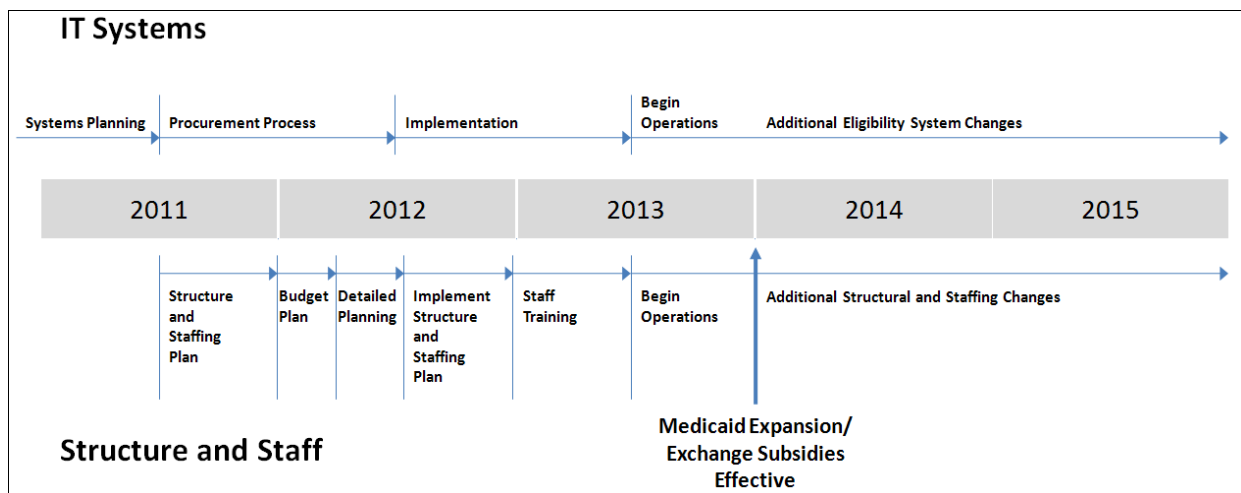 IT Systems
Begin
Systems Planning Procurement Process Implementation Operations Additional Eligibility System Changes
2011 2012 2013 2014 2015
Structure
and
Staffing
Plan
Budget
Plan
Detailed
Planning
Implement
Structure
and
Staffing
Plan
Staff
Training
Begin
Operations
Additional Structural and Staffing Changes
Structure and Staff
Medicaid Expansion/
Exchange Subsidies
Effective